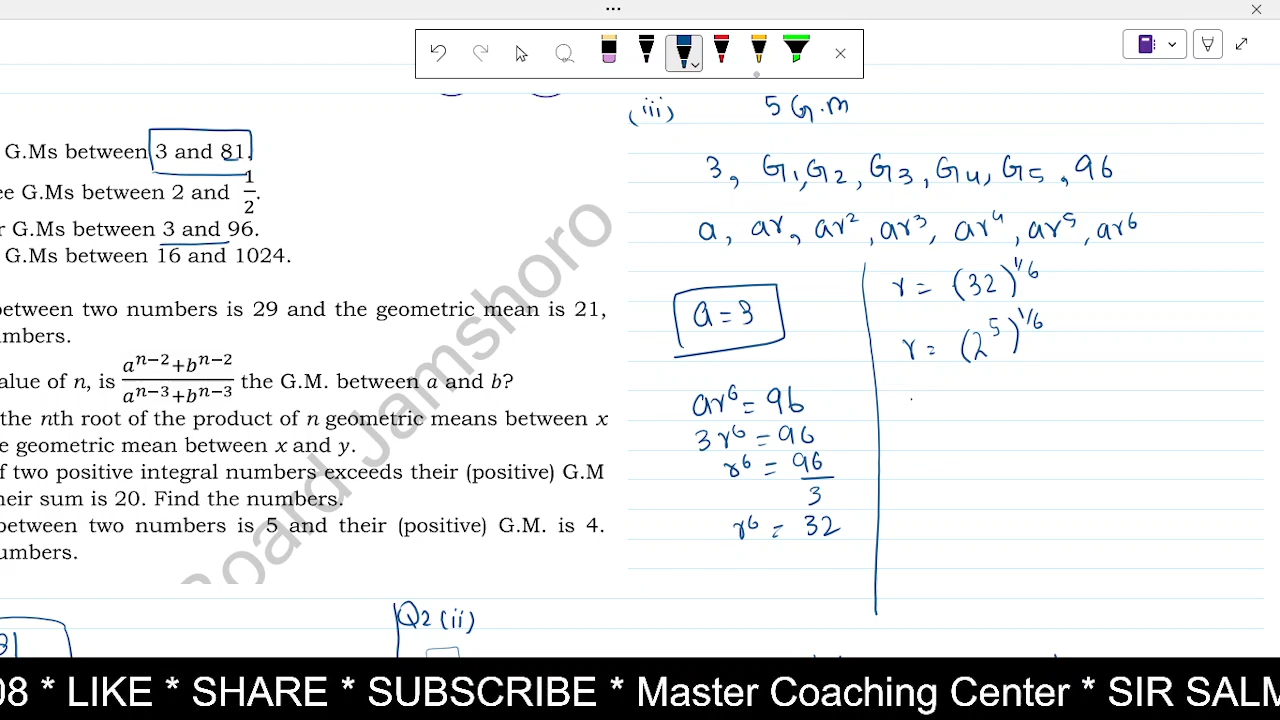 G.Ms between 3 and 81.
ee G.Ms between 2 and 1/2.
r G.Ms between 3 and 96.
G.Ms between 16 and 1024.
between two numbers is 29 and the geometric mean is 21,
umbers.
alue of n, is (a^{n−2}+b^{n−2})/(a^{n−3}+b^{n−3}) the G.M. between a and b?
the nth root of the product of n geometric means between x
e geometric mean between x and y.
f two positive integral numbers exceeds their (positive) G.M
heir sum is 20. Find the numbers.
between two numbers is 5 and their (positive) G.M. is 4.
umbers.
Board Jamshoro
31
Q2 (ii)
(iii) 5 G.m
3, G1, G2, G3, G4, G5, 96
a, ar, ar², ar³, ar⁴, ar⁵, ar⁶
a = 3
ar⁶ = 96
3r⁶ = 96
r⁶ = 96/3
r⁶ = 32
r = (32)^{1/6}
r = (2⁵)^{1/6}
08 * LIKE * SHARE * SUBSCRIBE * Master Coaching Center * SIR SALM